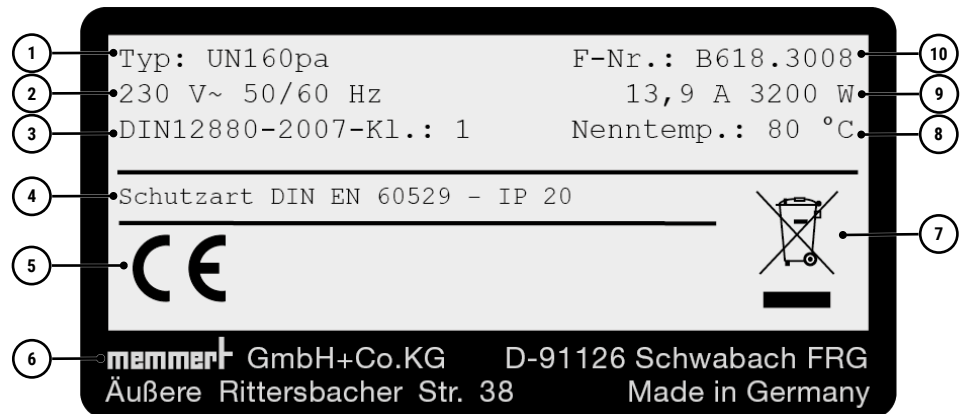 1 Typ: UN160pa F-Nr.: B618.3008 10
2 230 V~ 50/60 Hz 13,9 A 3200 W 9
3 DIN12880-2007-Kl.: 1 Nenntemp.: 80 °C 8
4 Schutzart DIN EN 60529 – IP 20
5 CE 7
6 memmert GmbH+Co.KG D-91126 Schwabach FRG
Äußere Rittersbacher Str. 38 Made in Germany